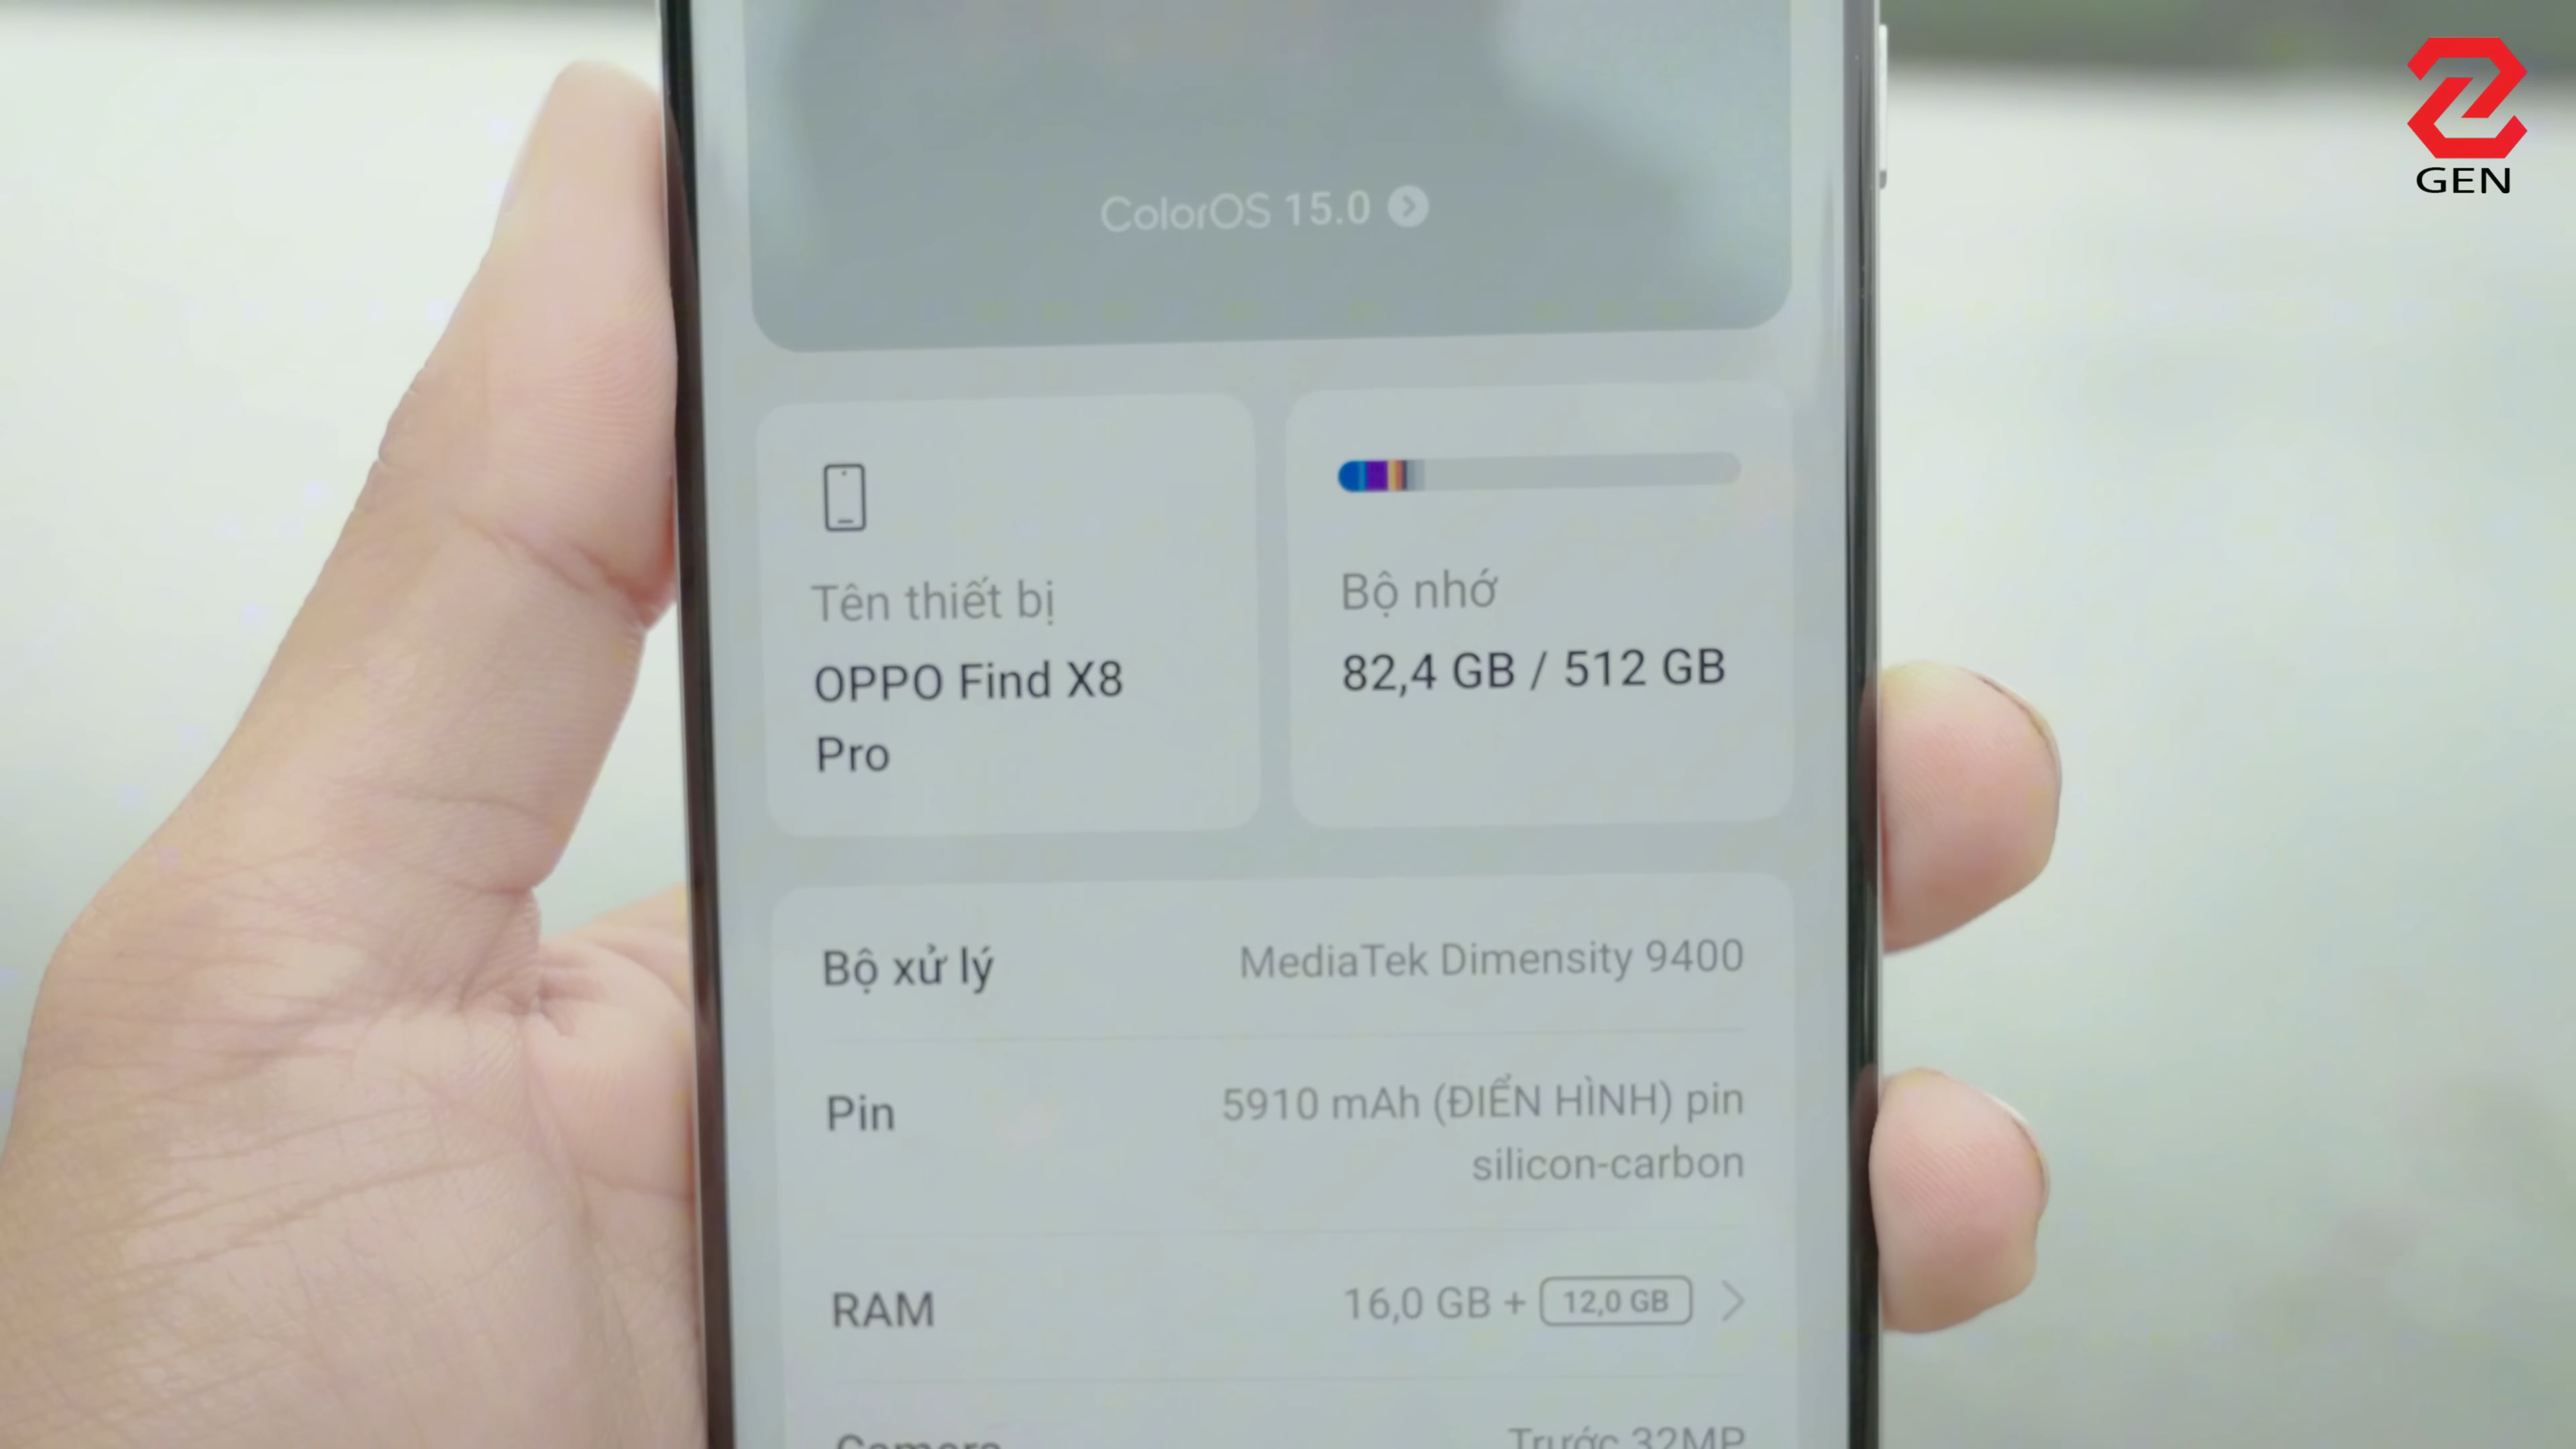 GEN
ColorOS 15.0
Tên thiết bị
OPPO Find X8
Pro
Bộ nhớ
82,4 GB / 512 GB
Bộ xử lý
MediaTek Dimensity 9400
Pin
5910 mAh (ĐIỂN HÌNH) pin
silicon-carbon
RAM
16,0 GB + 12,0 GB
Camera
Trước 32MP